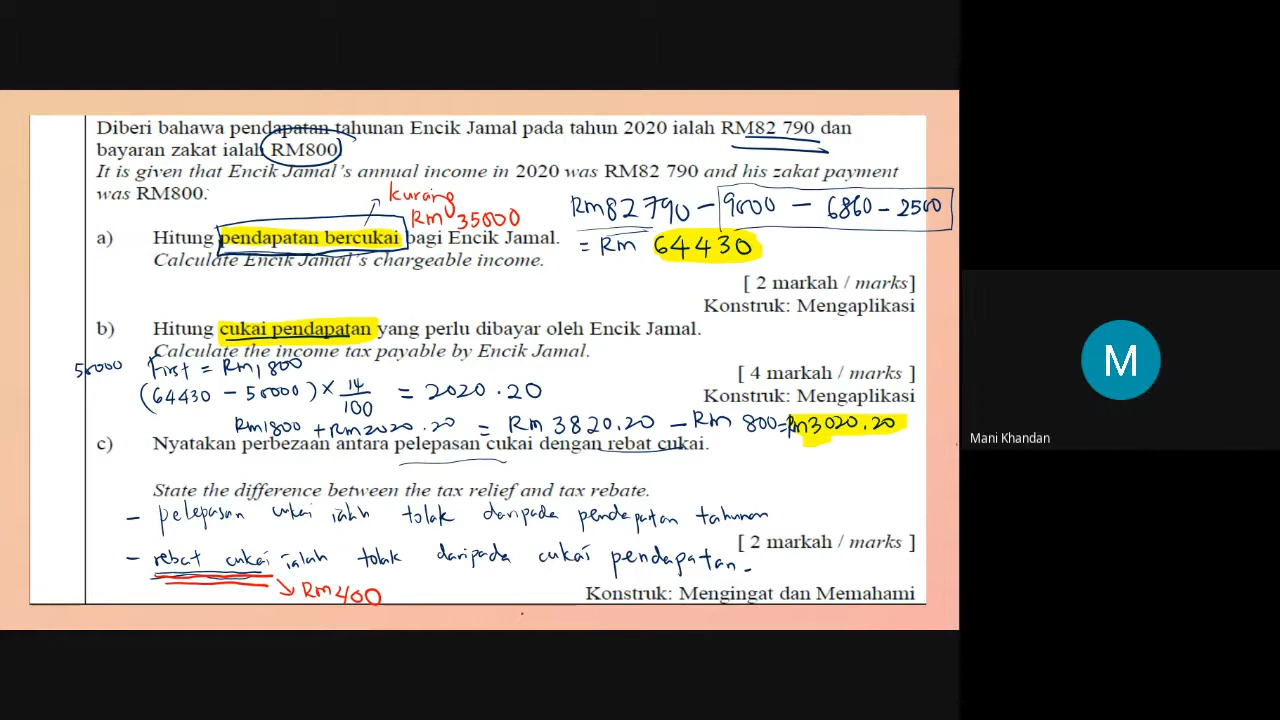 Diberi bahawa pendapatan tahunan Encik Jamal pada tahun 2020 ialah RM82 790 dan
bayaran zakat ialah RM800.
It is given that Encik Jamal's annual income in 2020 was RM82 790 and his zakat payment
was RM800.
kurang
RM 35000
RM82790 - 9000 - 6860 - 2500
a) Hitung pendapatan bercukai bagi Encik Jamal.
= RM 64430
Calculate Encik Jamal's chargeable income.
[ 2 markah / marks]
Konstruk: Mengaplikasi
b) Hitung cukai pendapatan yang perlu dibayar oleh Encik Jamal.
Calculate the income tax payable by Encik Jamal.
50000 First = RM1800
[ 4 markah / marks]
(64430 - 50000) × 14/100 = 2020.20
Konstruk: Mengaplikasi
RM1800 + RM2020.20 = RM 3820.20 - RM 800 = RM3020.20
c) Nyatakan perbezaan antara pelepasan cukai dengan rebat cukai.
State the difference between the tax relief and tax rebate.
- pelepasan cukai ialah tolak daripada pendapatan tahunan
[ 2 markah / marks ]
- rebat cukai ialah tolak daripada cukai pendapatan.
RM400
Konstruk: Mengingat dan Memahami
M
Mani Khandan